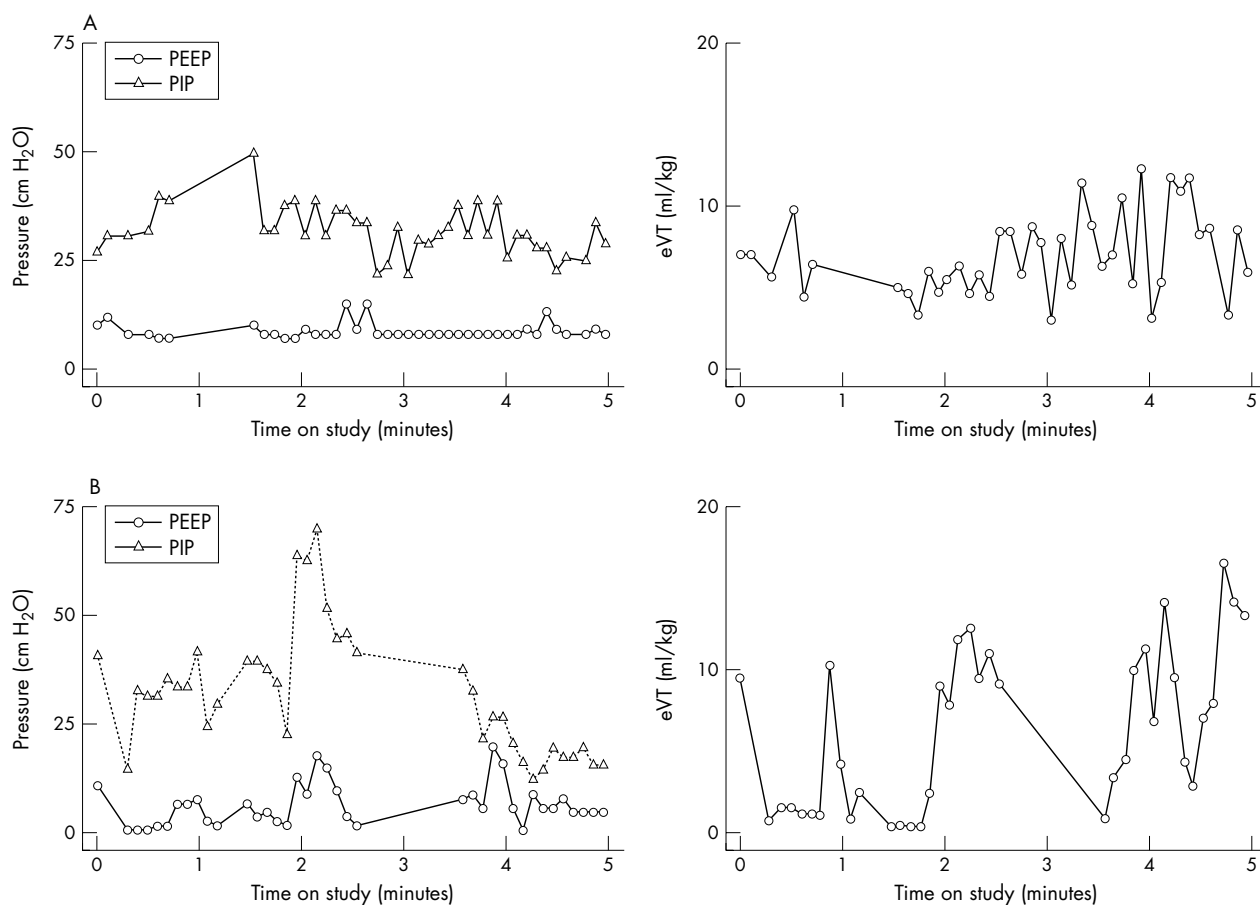 A
75
50
25
0
Pressure (cm H₂O)
PEEP
PIP
0 1 2 3 4 5
Time on study (minutes)
20
10
0
eVT (ml/kg)
0 1 2 3 4 5
Time on study (minutes)
B
75
50
25
0
Pressure (cm H₂O)
PEEP
PIP
0 1 2 3 4 5
Time on study (minutes)
20
10
0
eVT (ml/kg)
0 1 2 3 4 5
Time on study (minutes)